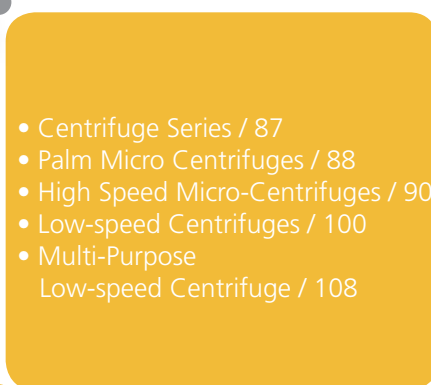 • Centrifuge Series / 87
• Palm Micro Centrifuges / 88
• High Speed Micro-Centrifuges / 90
• Low-speed Centrifuges / 100
• Multi-Purpose
Low-speed Centrifuge / 108